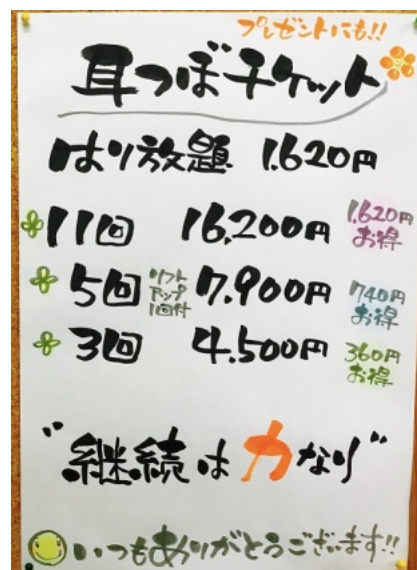 プレゼントにも!!
耳つぼチケット
はり放題 1.620円
11回 16.200円 1.620円お得
5回 リフトアップ1回付 7.900円 740円お得
3回 4.500円 360円お得
"継続は力なり"
いつもありがとうございます!!